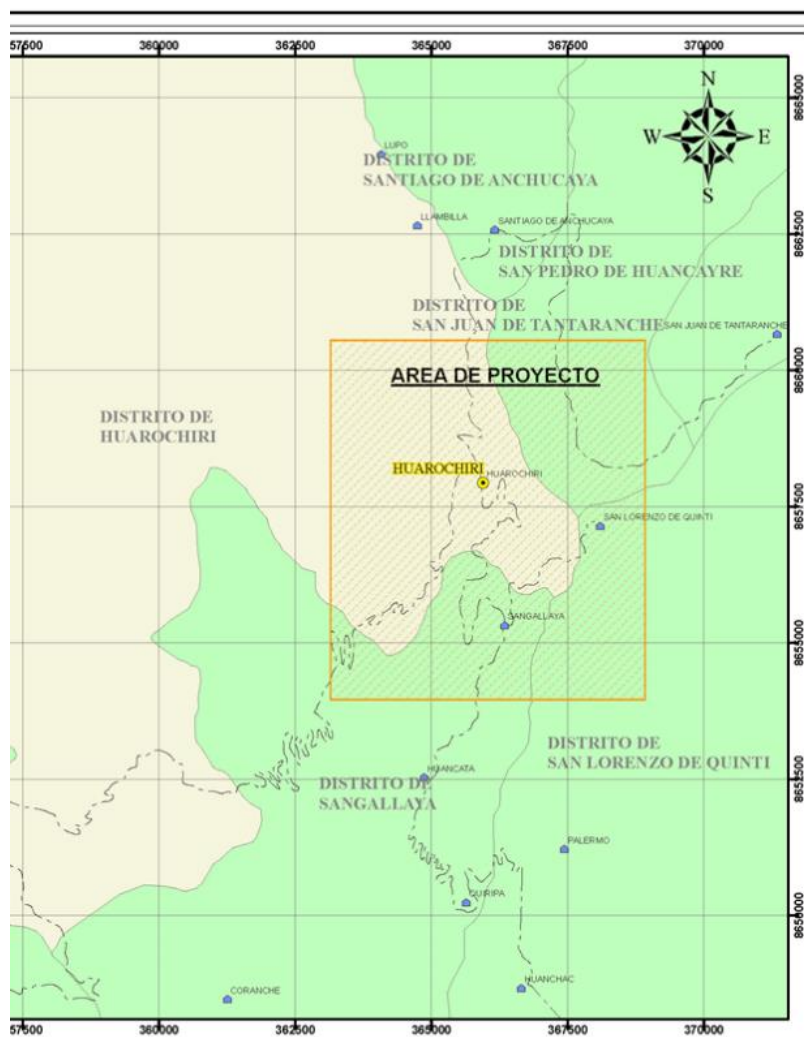 57500 360000 362500 365000 367500 370000
8665000
N
W E
S
LUPO
DISTRITO DE
SANTIAGO DE ANCHUCAYA
LLAMBILLA
SANTIAGO DE ANCHUCAYA
8662500
DISTRITO DE
SAN PEDRO DE HUANCAYRE
DISTRITO DE
SAN JUAN DE TANTARANCHE
SAN JUAN DE TANTARANCHE
8660000
AREA DE PROYECTO
DISTRITO DE
HUAROCHIRI
HUAROCHIRI
HUAROCHIRI
8657500
SAN LORENZO DE QUINTI
SANGALLAYA
8655000
DISTRITO DE
SAN LORENZO DE QUINTI
HUANCATA
8652500
DISTRITO DE
SANGALLAYA
PALERMO
QUIRIPA
8650000
HUANCHAC
CORANCHE
57500 360000 362500 365000 367500 370000